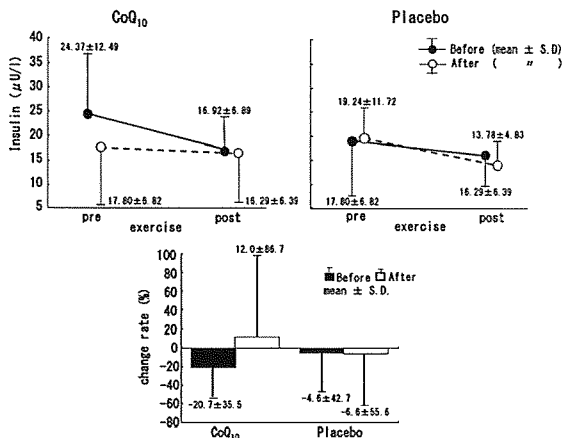 CoQ10
Placebo
Insulin (μU/l)
40
35
30
25
20
15
10
5
24.37±12.49
16.92±6.89
17.80±6.82
16.29±6.39
pre
post
exercise
Before (mean ± S.D)
After ( 〃 )
19.24±11.72
13.78±4.83
17.80±6.82
16.29±6.39
pre
post
exercise
change rate (%)
100
80
60
40
20
0
-20
-40
-60
-80
12.0±86.7
Before
After
mean ± S.D.
-20.7±35.5
-4.6±42.7
-6.6±55.6
CoQ10
Placebo